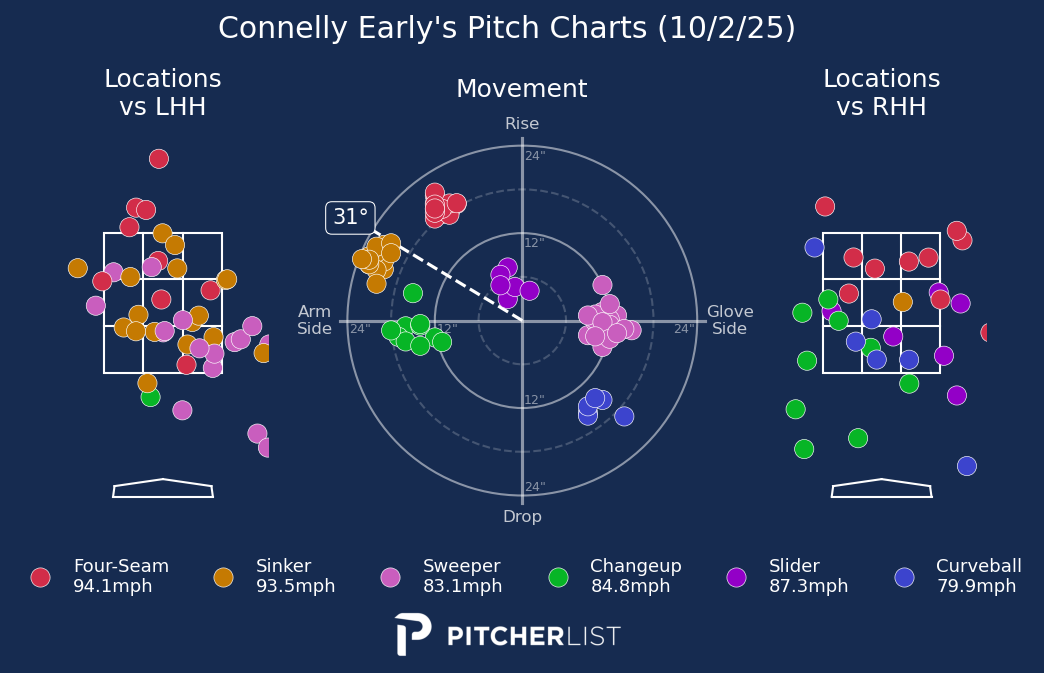 Connelly Early's Pitch Charts (10/2/25)
Locations
vs LHH
Movement
Locations
vs RHH
Rise
24"
31°
12"
Arm
Side
24"
12"
24"
Glove
Side
12"
24"
Drop
Four-Seam
94.1mph
Sinker
93.5mph
Sweeper
83.1mph
Changeup
84.8mph
Slider
87.3mph
Curveball
79.9mph
PITCHERLIST